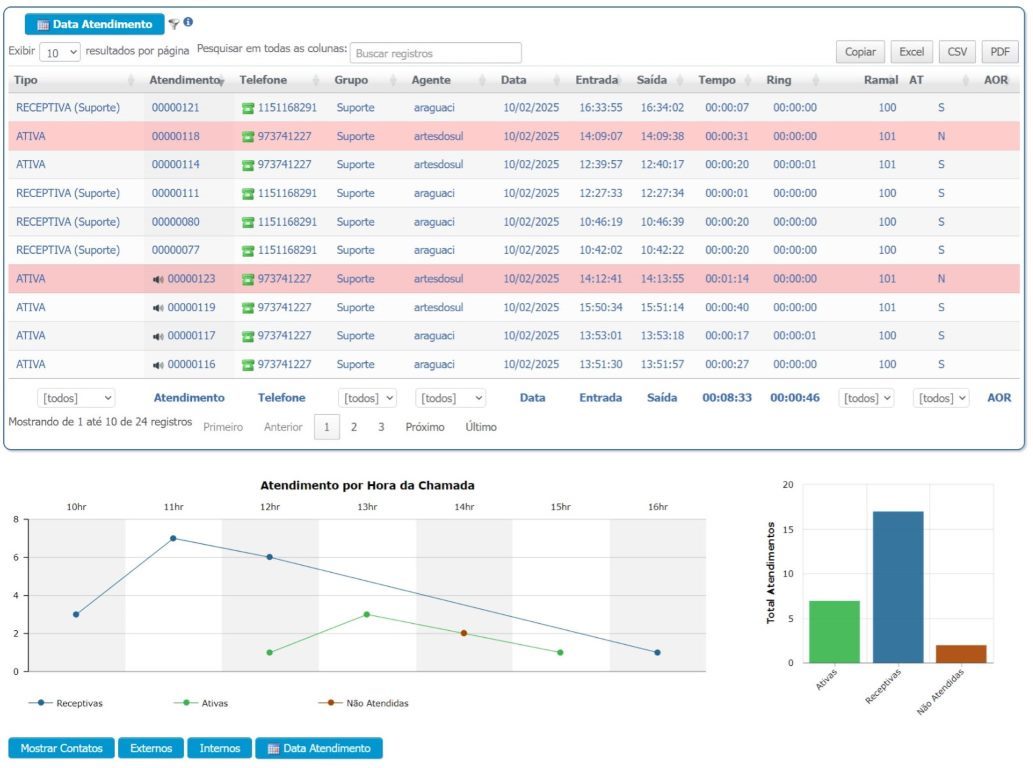 Data Atendimento
Exibir 10 resultados por página Pesquisar em todas as colunas: Buscar registros Copiar Excel CSV PDF
Tipo Atendimento Telefone Grupo Agente Data Entrada Saída Tempo Ring Ramal AT AOR
RECEPTIVA (Suporte) 00000121 1151168291 Suporte araguaci 10/02/2025 16:33:55 16:34:02 00:00:07 00:00:00 100 S
ATIVA 00000118 973741227 Suporte artesdosul 10/02/2025 14:09:07 14:09:38 00:00:31 00:00:00 101 N
ATIVA 00000114 973741227 Suporte artesdosul 10/02/2025 12:39:57 12:40:17 00:00:20 00:00:01 101 S
RECEPTIVA (Suporte) 00000111 1151168291 Suporte araguaci 10/02/2025 12:27:33 12:27:34 00:00:01 00:00:00 100 S
RECEPTIVA (Suporte) 00000080 1151168291 Suporte araguaci 10/02/2025 10:46:19 10:46:39 00:00:20 00:00:00 100 S
RECEPTIVA (Suporte) 00000077 1151168291 Suporte araguaci 10/02/2025 10:42:02 10:42:22 00:00:20 00:00:00 100 S
ATIVA 00000123 973741227 Suporte artesdosul 10/02/2025 14:12:41 14:13:55 00:01:14 00:00:00 101 N
ATIVA 00000119 973741227 Suporte artesdosul 10/02/2025 15:50:34 15:51:14 00:00:40 00:00:00 101 S
ATIVA 00000117 973741227 Suporte araguaci 10/02/2025 13:53:01 13:53:18 00:00:17 00:00:01 100 S
ATIVA 00000116 973741227 Suporte araguaci 10/02/2025 13:51:30 13:51:57 00:00:27 00:00:00 100 S
[todos] Atendimento Telefone [todos] [todos] Data Entrada Saída 00:08:33 00:00:46 [todos] [todos] AOR
Mostrando de 1 até 10 de 24 registros Primeiro Anterior 1 2 3 Próximo Último
Atendimento por Hora da Chamada
10hr 11hr 12hr 13hr 14hr 15hr 16hr
8
6
4
2
0
Receptivas Ativas Não Atendidas
Total Atendimentos
20
15
10
5
0
Ativas Receptivas Não Atendidas
Mostrar Contatos Externos Internos Data Atendimento